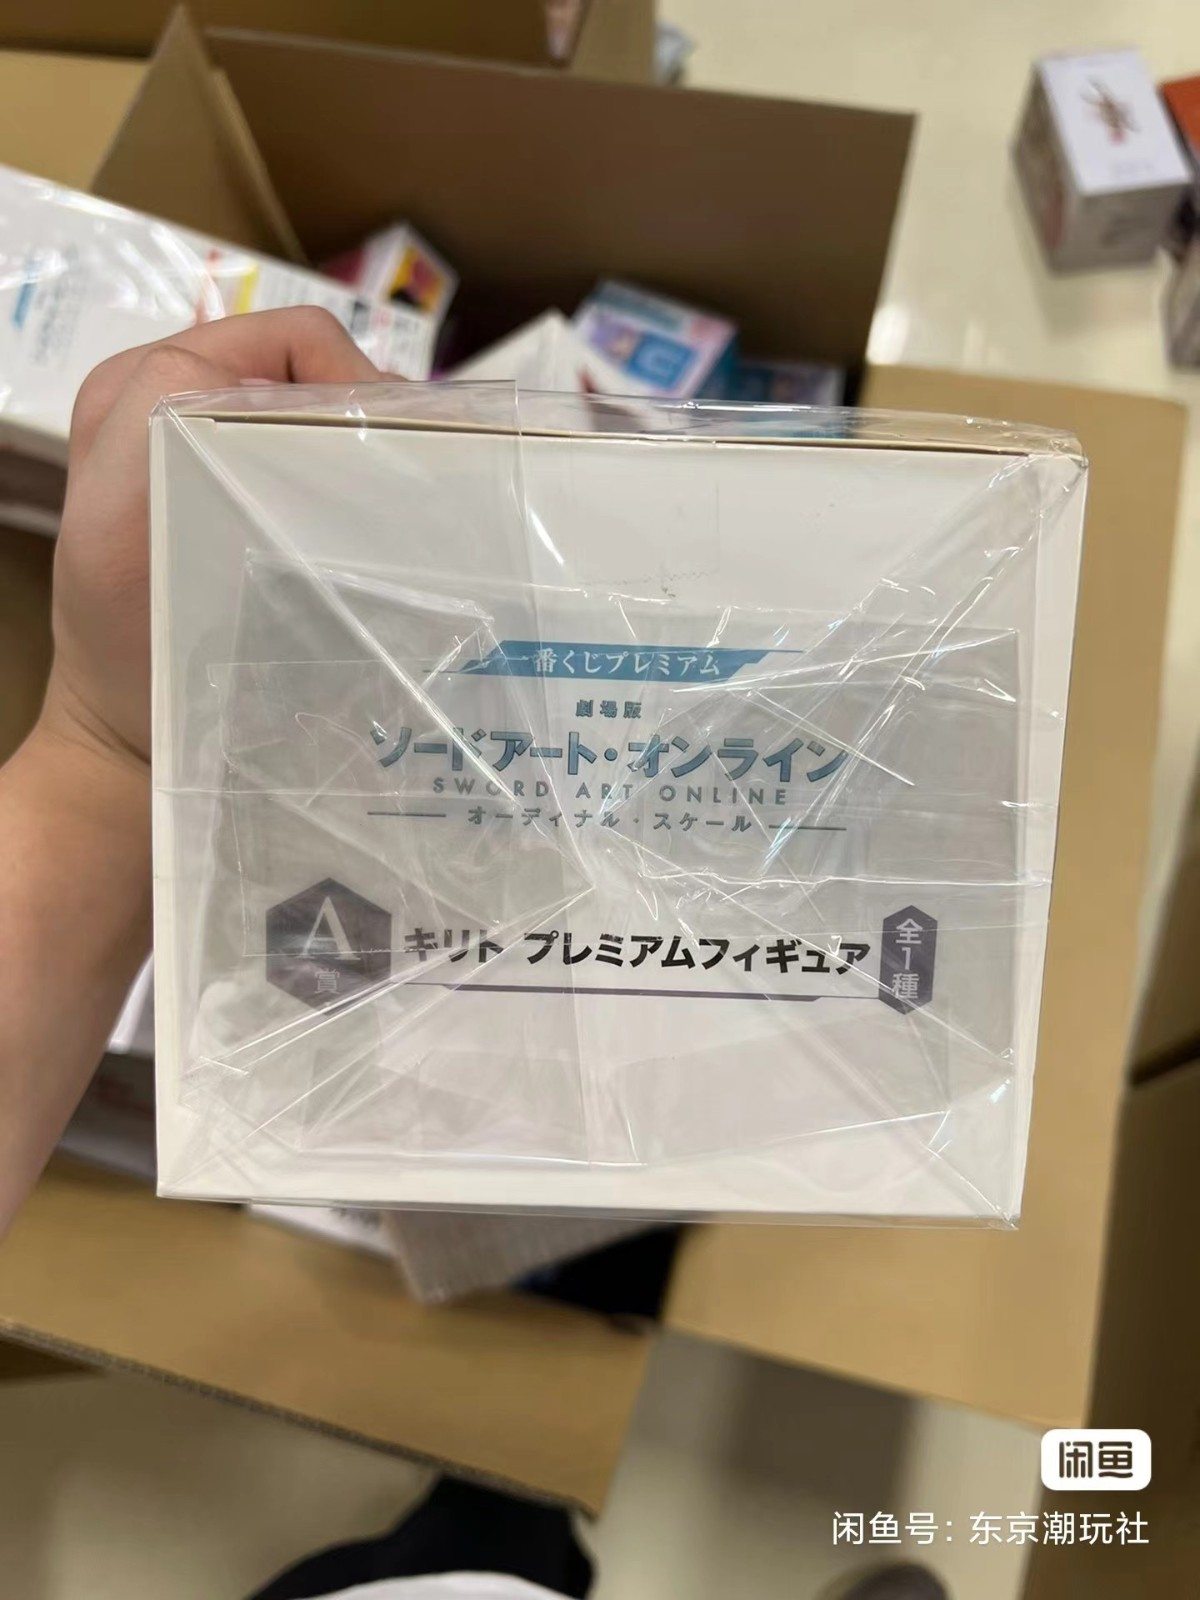 一番くじプレミアム
劇場版
ソードアート・オンライン
SWORD ART ONLINE
オーディナル・スケール
A賞
キリト プレミアムフィギュア
全1種
闲鱼
闲鱼号：东京潮玩社